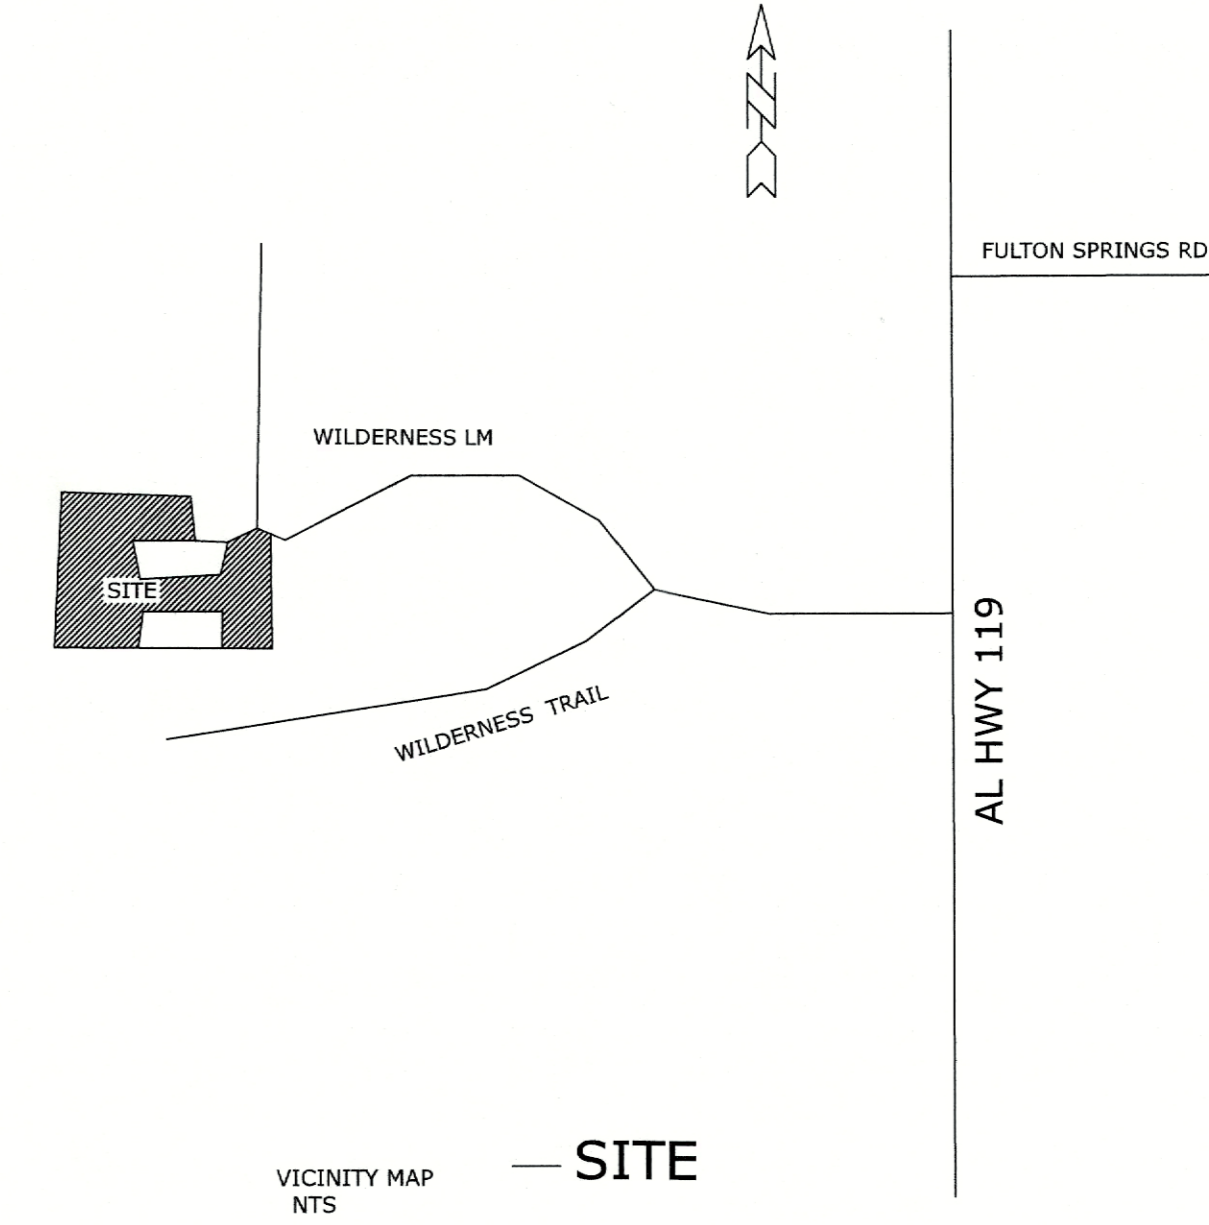 N
FULTON SPRINGS RD
WILDERNESS LM
SITE
WILDERNESS TRAIL
AL HWY 119
SITE
VICINITY MAP
NTS